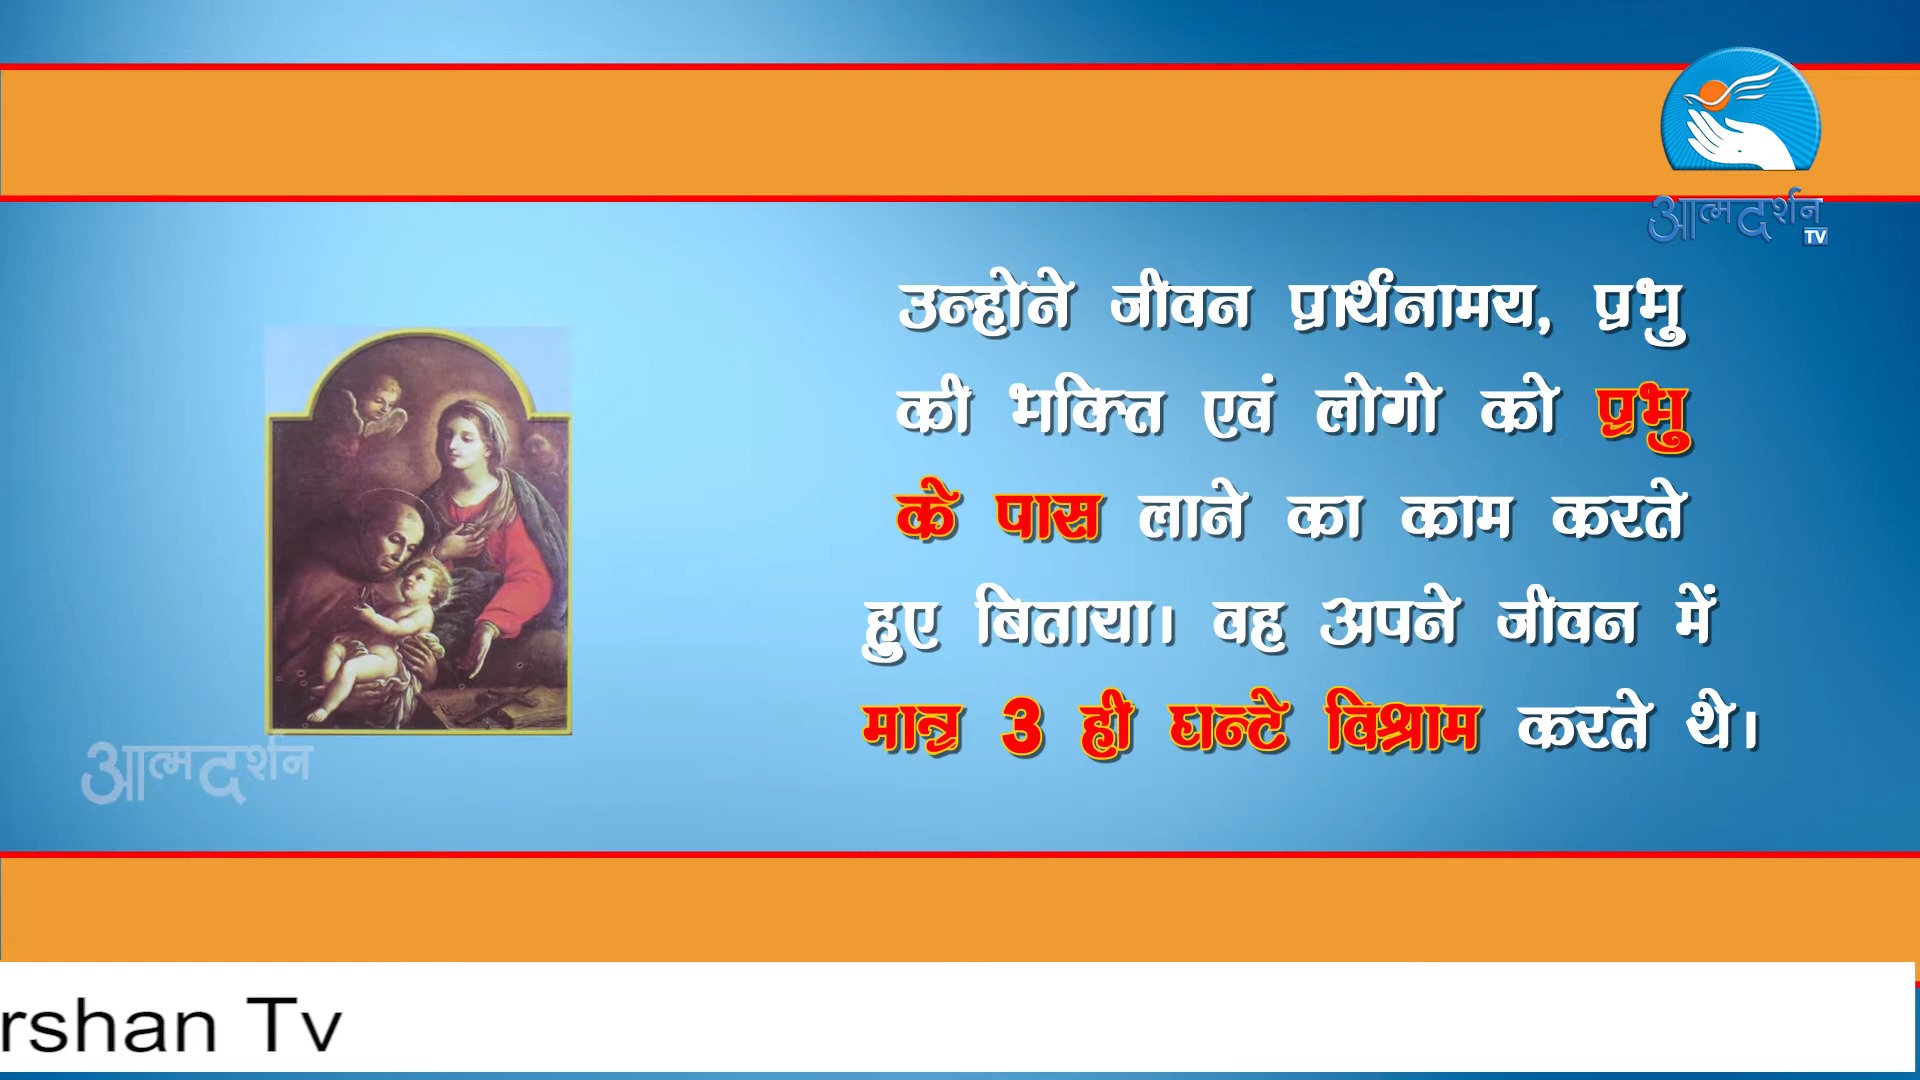 आत्मदर्शन
TV
उन्होने जीवन प्रार्थनामय, प्रभु
की भक्ति एवं लोगो को प्रभु
के पास लाने का काम करते
हुए बिताया। वह अपने जीवन में
मात्र 3 ही घन्टे विश्राम करते थे।
आत्मदर्शन
rshan Tv